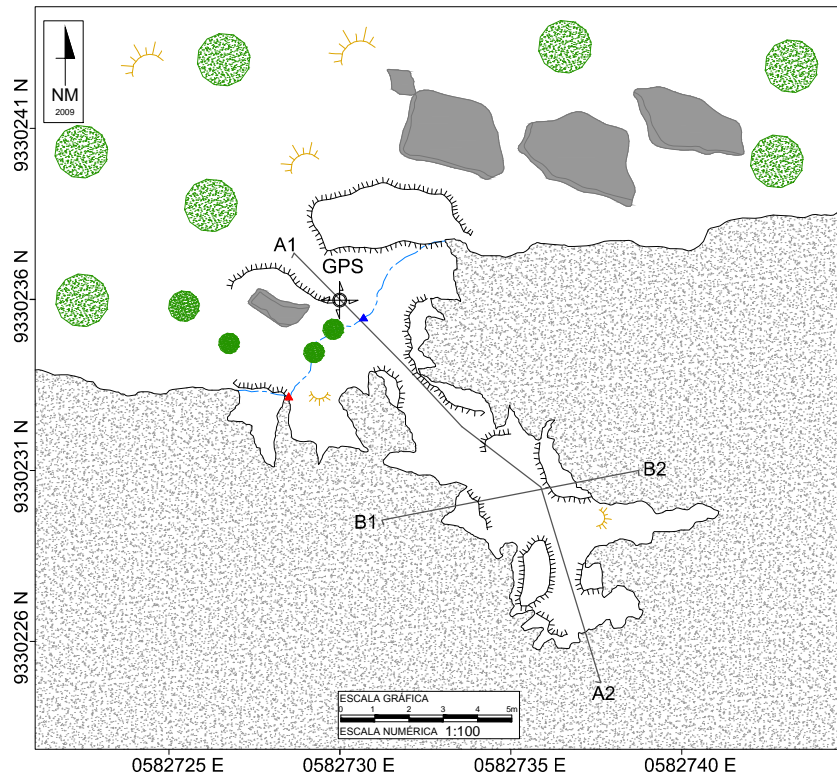 NM
2009
9330241 N
9330236 N
9330231 N
9330226 N
A1
GPS
B2
B1
A2
ESCALA GRÁFICA
0 1 2 3 4 5m
ESCALA NUMÉRICA 1:100
0582725 E 0582730 E 0582735 E 0582740 E